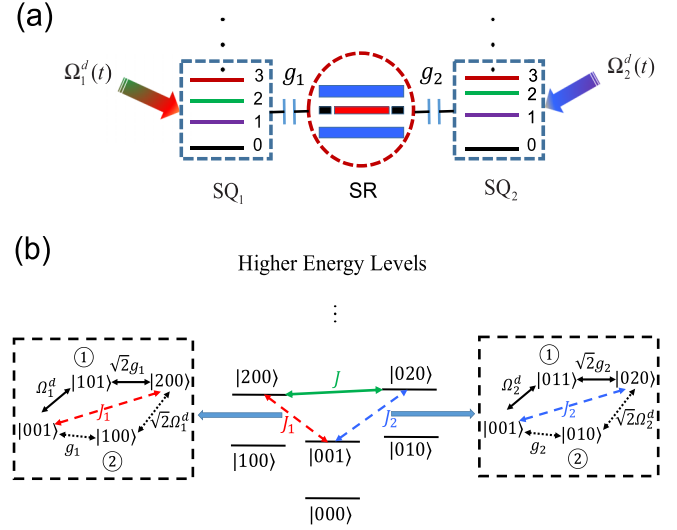 (a)
Ω₁ᵈ(t)
3
2
1
0
g₁
g₂
3
2
1
0
Ω₂ᵈ(t)
SQ₁
SR
SQ₂
(b)
Higher Energy Levels
①
Ω₁ᵈ
|101⟩
√2g₁
|200⟩
J₁
|001⟩
g₁
|100⟩
√2Ω₁ᵈ
②
|200⟩
J
|020⟩
J₁
J₂
|100⟩
|001⟩
|010⟩
|000⟩
①
Ω₂ᵈ
|011⟩
√2g₂
|020⟩
J₂
|001⟩
g₂
|010⟩
√2Ω₂ᵈ
②